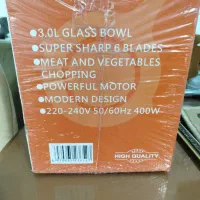 •3.0L GLASS BOWL
•SUPER SHARP 6 BLADES
•MEAT AND VEGETABLES
CHOPPING
•POWERFUL MOTOR
•MODERN DESIGN
•220-240V 50/60Hz 400W
HIGH QUALITY